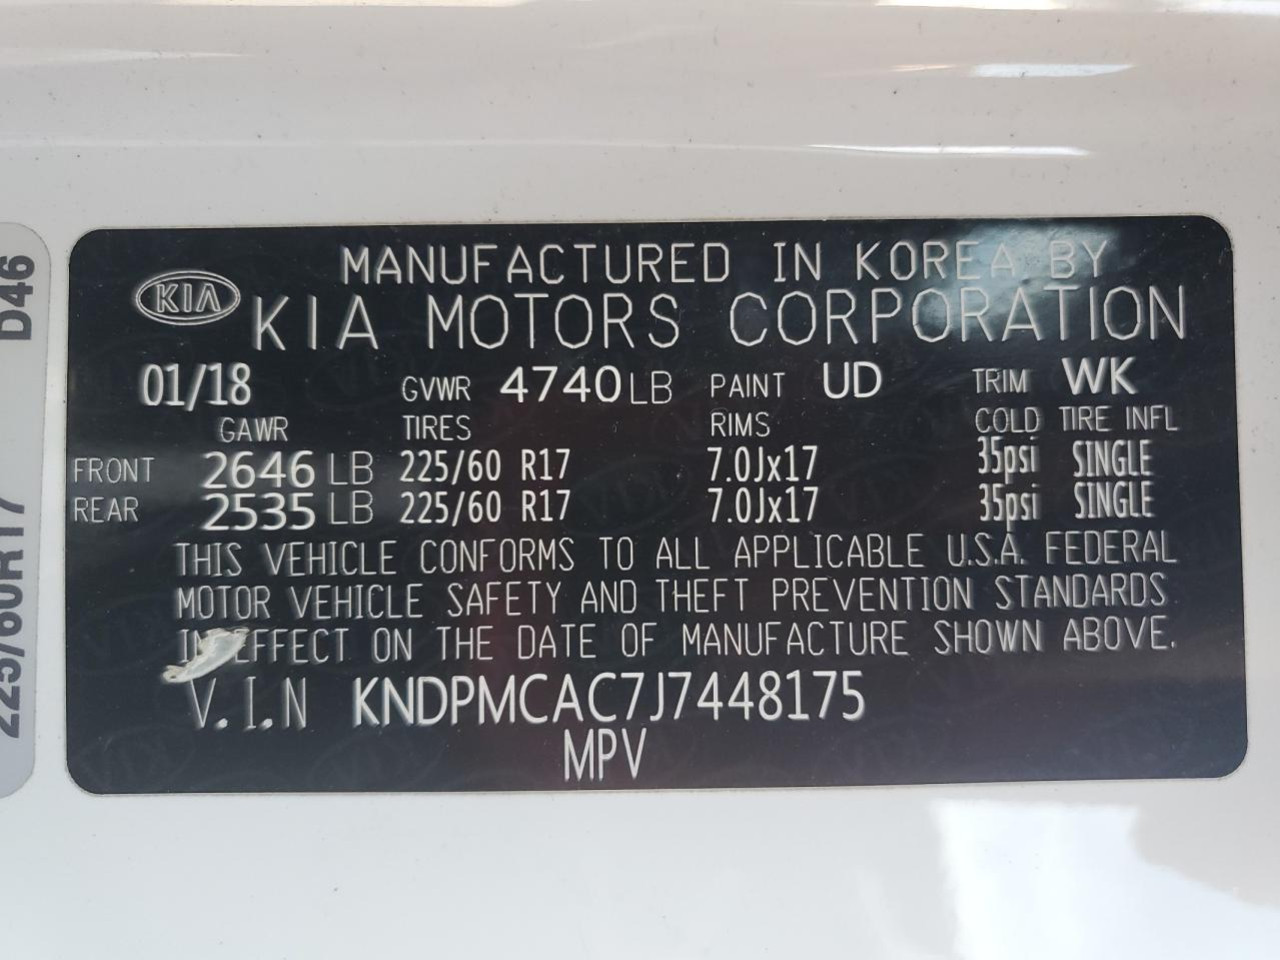 MANUFACTURED IN KOREA BY
KIA
KIA MOTORS CORPORATION
01/18 GVWR 4740 LB PAINT UD TRIM WK
GAWR TIRES RIMS COLD TIRE INFL
FRONT 2646 LB 225/60 R17 7.0Jx17 35psi SINGLE
REAR 2535 LB 225/60 R17 7.0Jx17 35psi SINGLE
THIS VEHICLE CONFORMS TO ALL APPLICABLE U.S.A. FEDERAL
MOTOR VEHICLE SAFETY AND THEFT PREVENTION STANDARDS
IN EFFECT ON THE DATE OF MANUFACTURE SHOWN ABOVE.
V.I.N KNDPMCAC7J7448175
MPV
225/60R17 D46